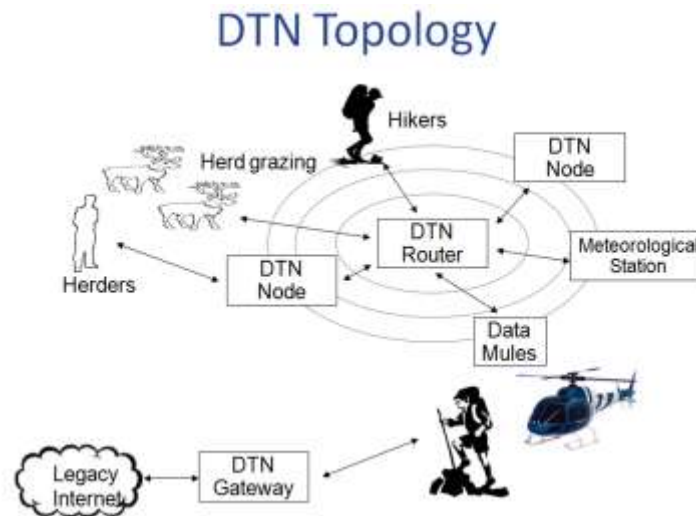 DTN Topology
Hikers
Herd grazing
DTN
Node
DTN
Router
Meteorological
Station
Herders
DTN
Node
Data
Mules
Legacy
Internet
DTN
Gateway